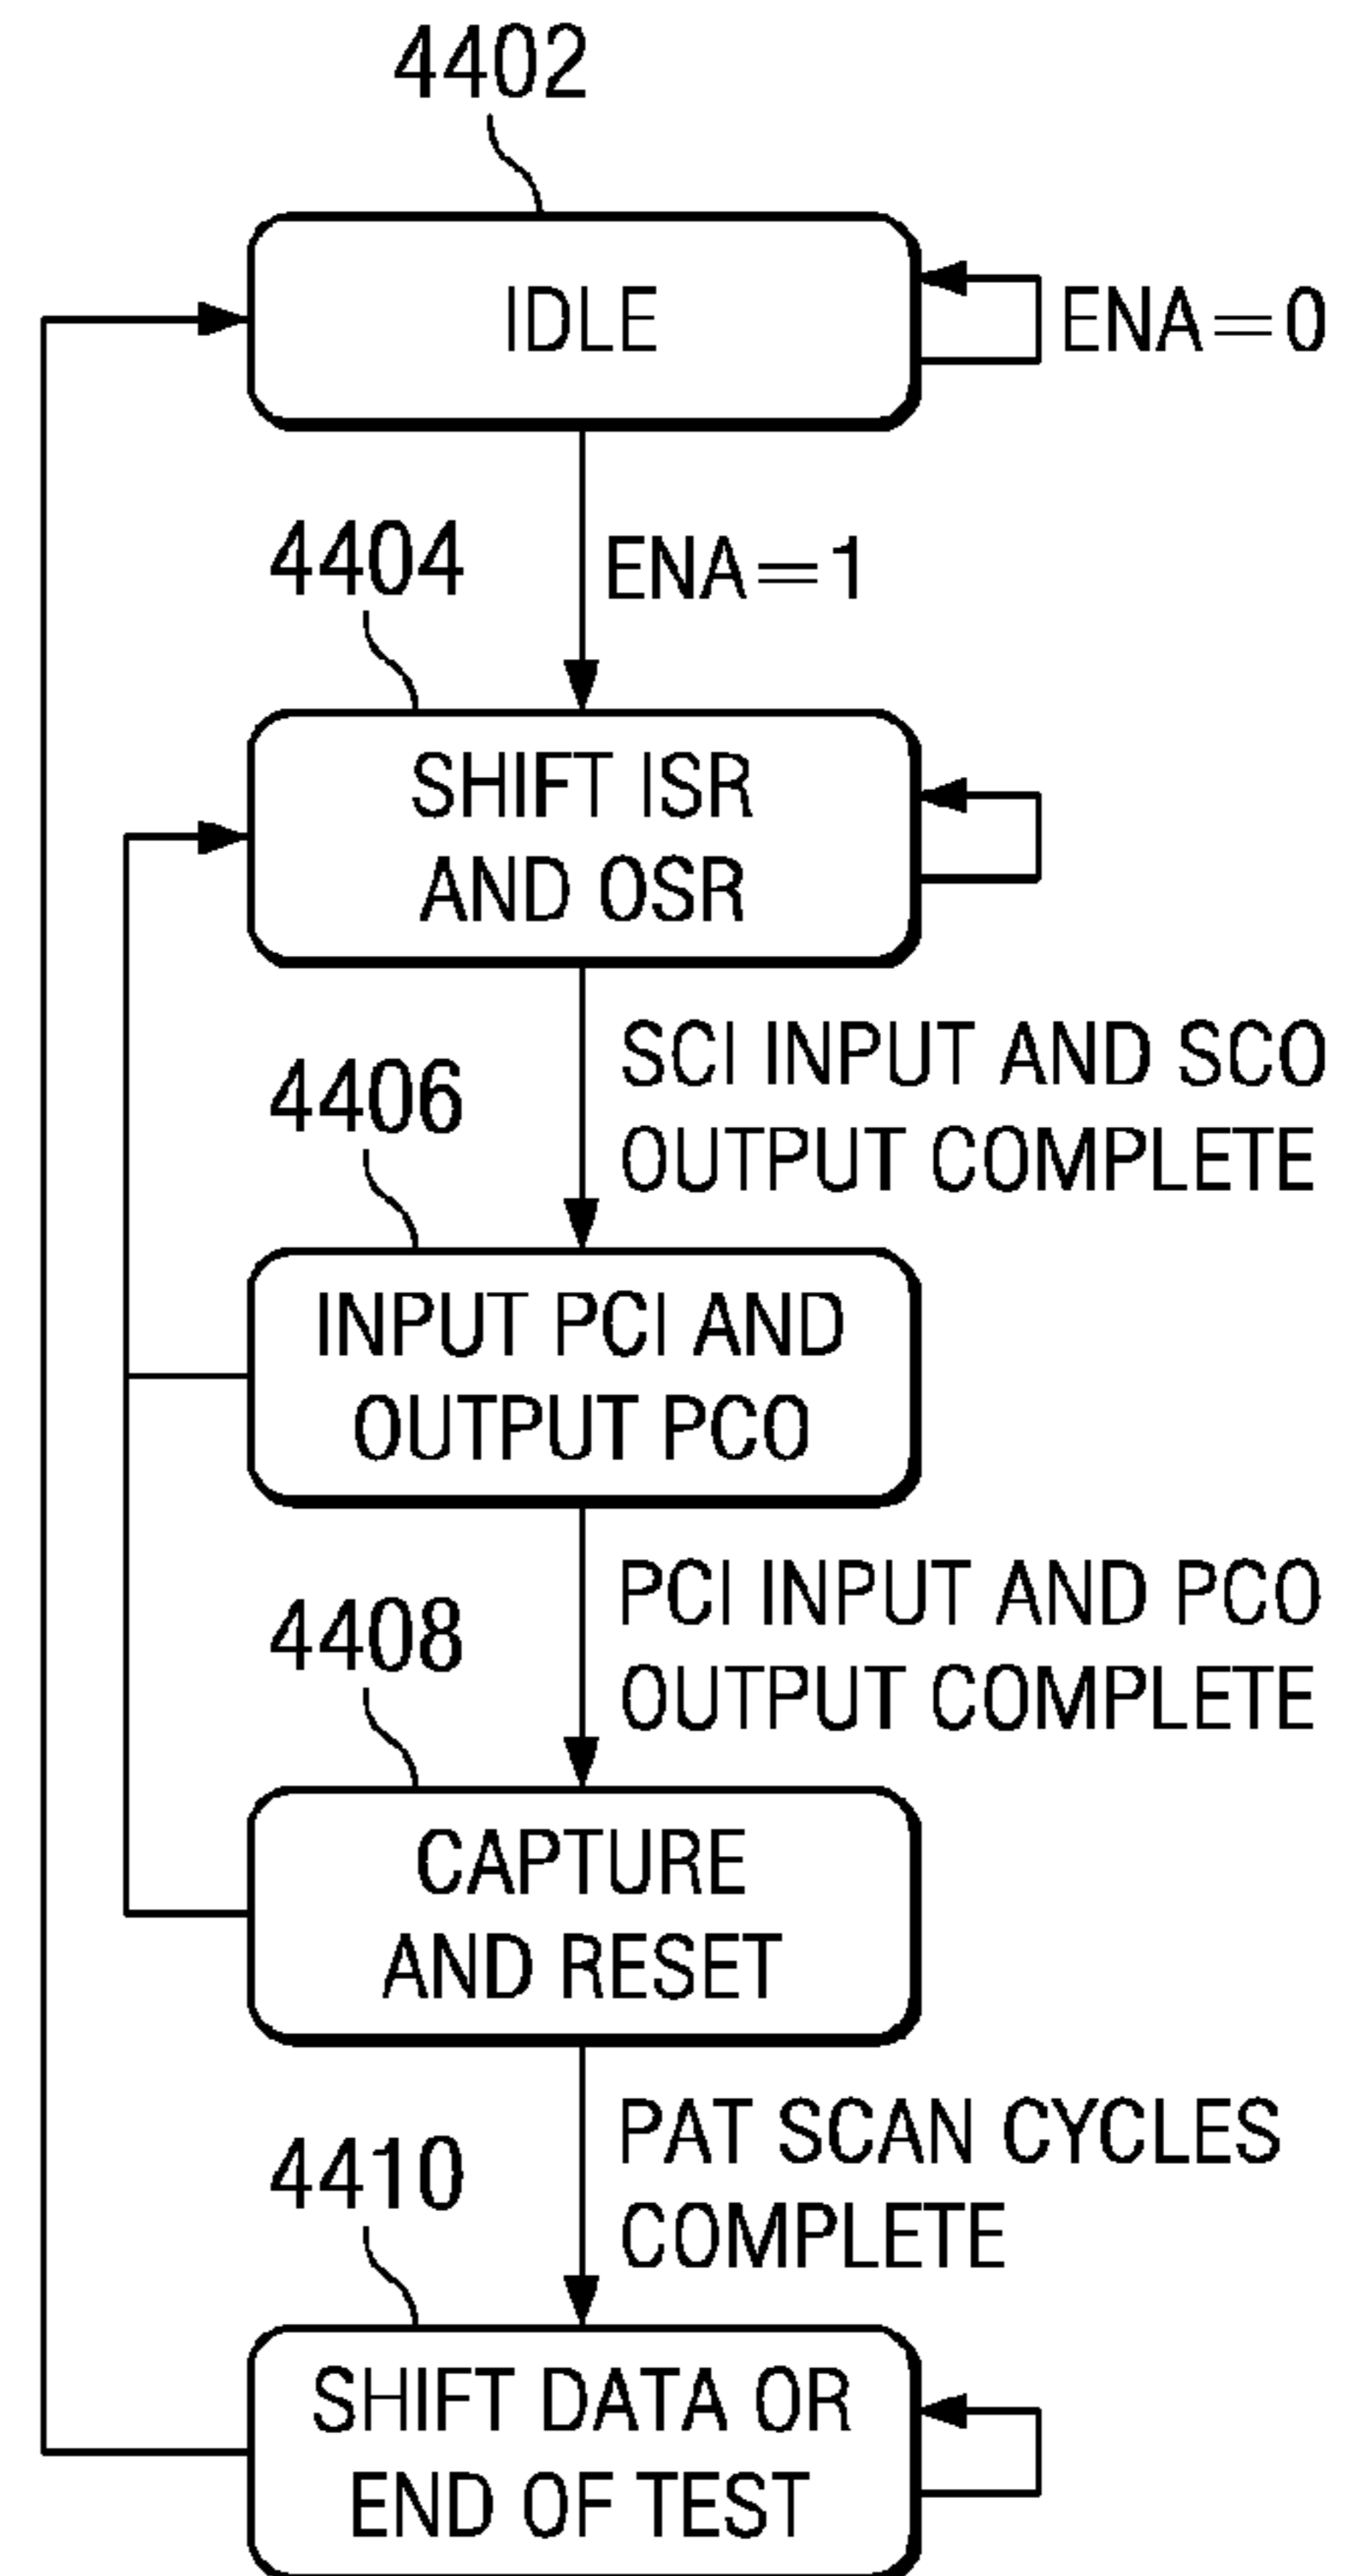 4402
IDLE
ENA=0
4404
ENA=1
SHIFT ISR
AND OSR
4406
SCI INPUT AND SCO
OUTPUT COMPLETE
INPUT PCI AND
OUTPUT PCO
4408
PCI INPUT AND PCO
OUTPUT COMPLETE
CAPTURE
AND RESET
4410
PAT SCAN CYCLES
COMPLETE
SHIFT DATA OR
END OF TEST